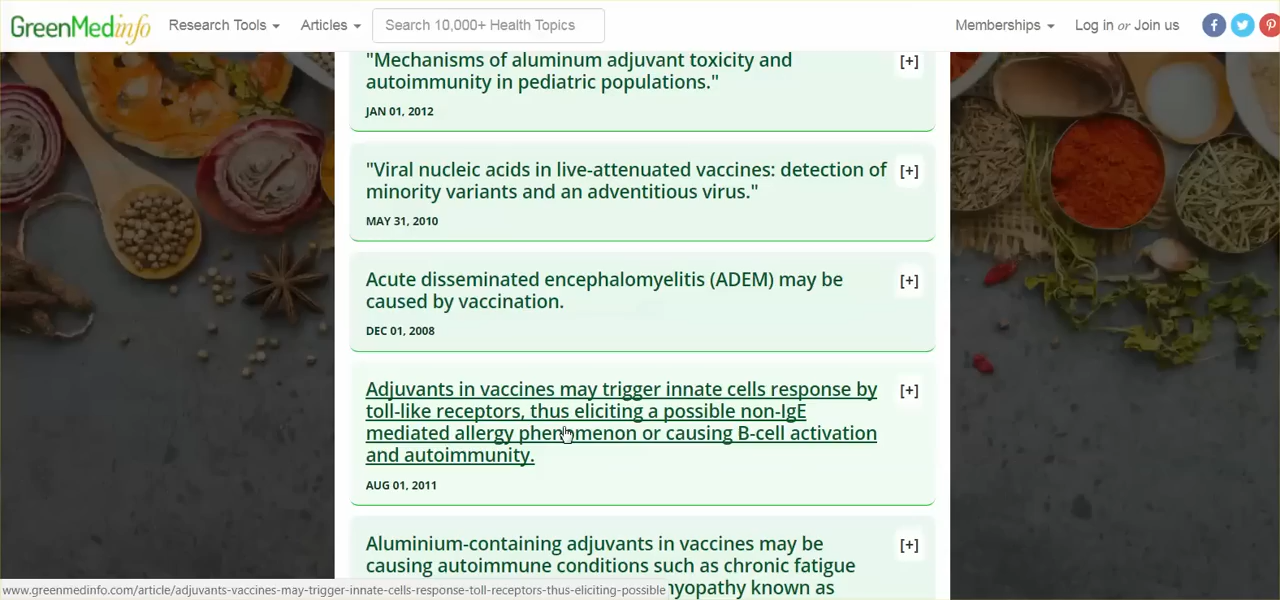 GreenMedinfo Research Tools Articles Search 10,000+ Health Topics Memberships Log in or Join us
"Mechanisms of aluminum adjuvant toxicity and [+]
autoimmunity in pediatric populations."
JAN 01, 2012
"Viral nucleic acids in live-attenuated vaccines: detection of [+]
minority variants and an adventitious virus."
MAY 31, 2010
Acute disseminated encephalomyelitis (ADEM) may be [+]
caused by vaccination.
DEC 01, 2008
Adjuvants in vaccines may trigger innate cells response by [+]
toll-like receptors, thus eliciting a possible non-IgE
mediated allergy phenomenon or causing B-cell activation
and autoimmunity.
AUG 01, 2011
Aluminium-containing adjuvants in vaccines may be [+]
causing autoimmune conditions such as chronic fatigue
myopathy known as
www.greenmedinfo.com/article/adjuvants-vaccines-may-trigger-innate-cells-response-toll-receptors-thus-eliciting-possible